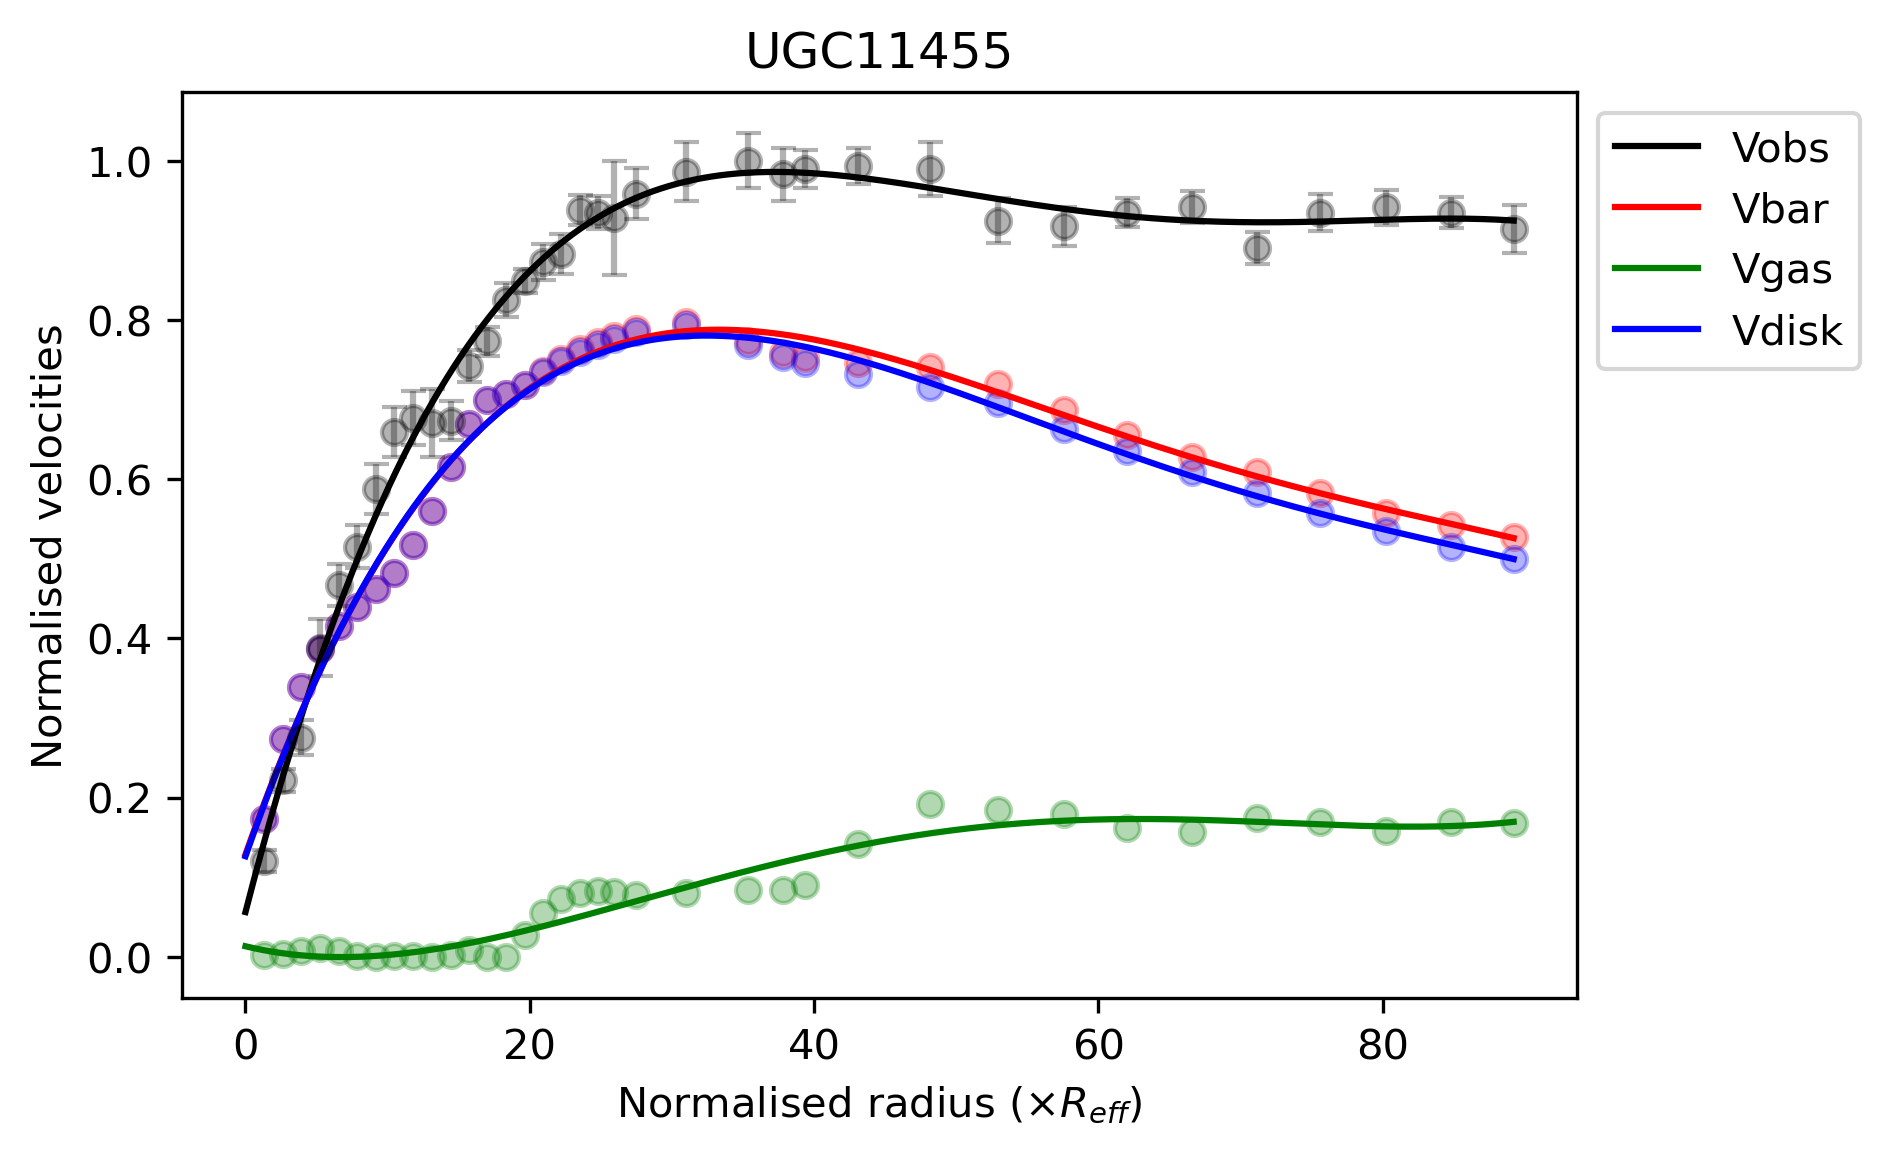 UGC11455
Normalised velocities
1.0
0.8
0.6
0.4
0.2
0.0
0 20 40 60 80
Normalised radius (×R_eff)
Vobs
Vbar
Vgas
Vdisk